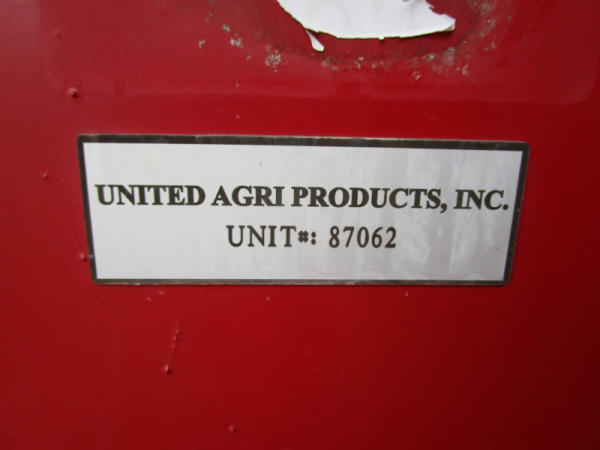 UNITED AGRI PRODUCTS, INC.
UNIT#: 87062